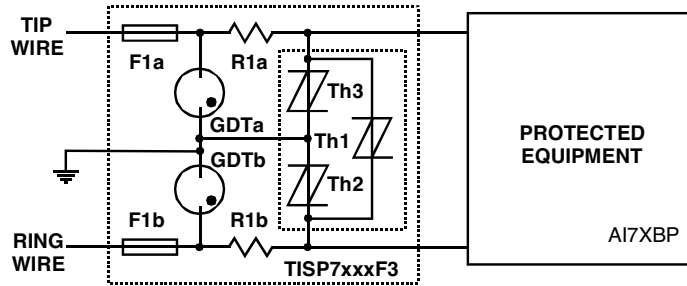 TIP
WIRE
F1a
R1a
GDTa
Th3
Th1
GDTb
Th2
F1b
R1b
RING
WIRE
TISP7xxxF3
PROTECTED
EQUIPMENT
AI7XBP